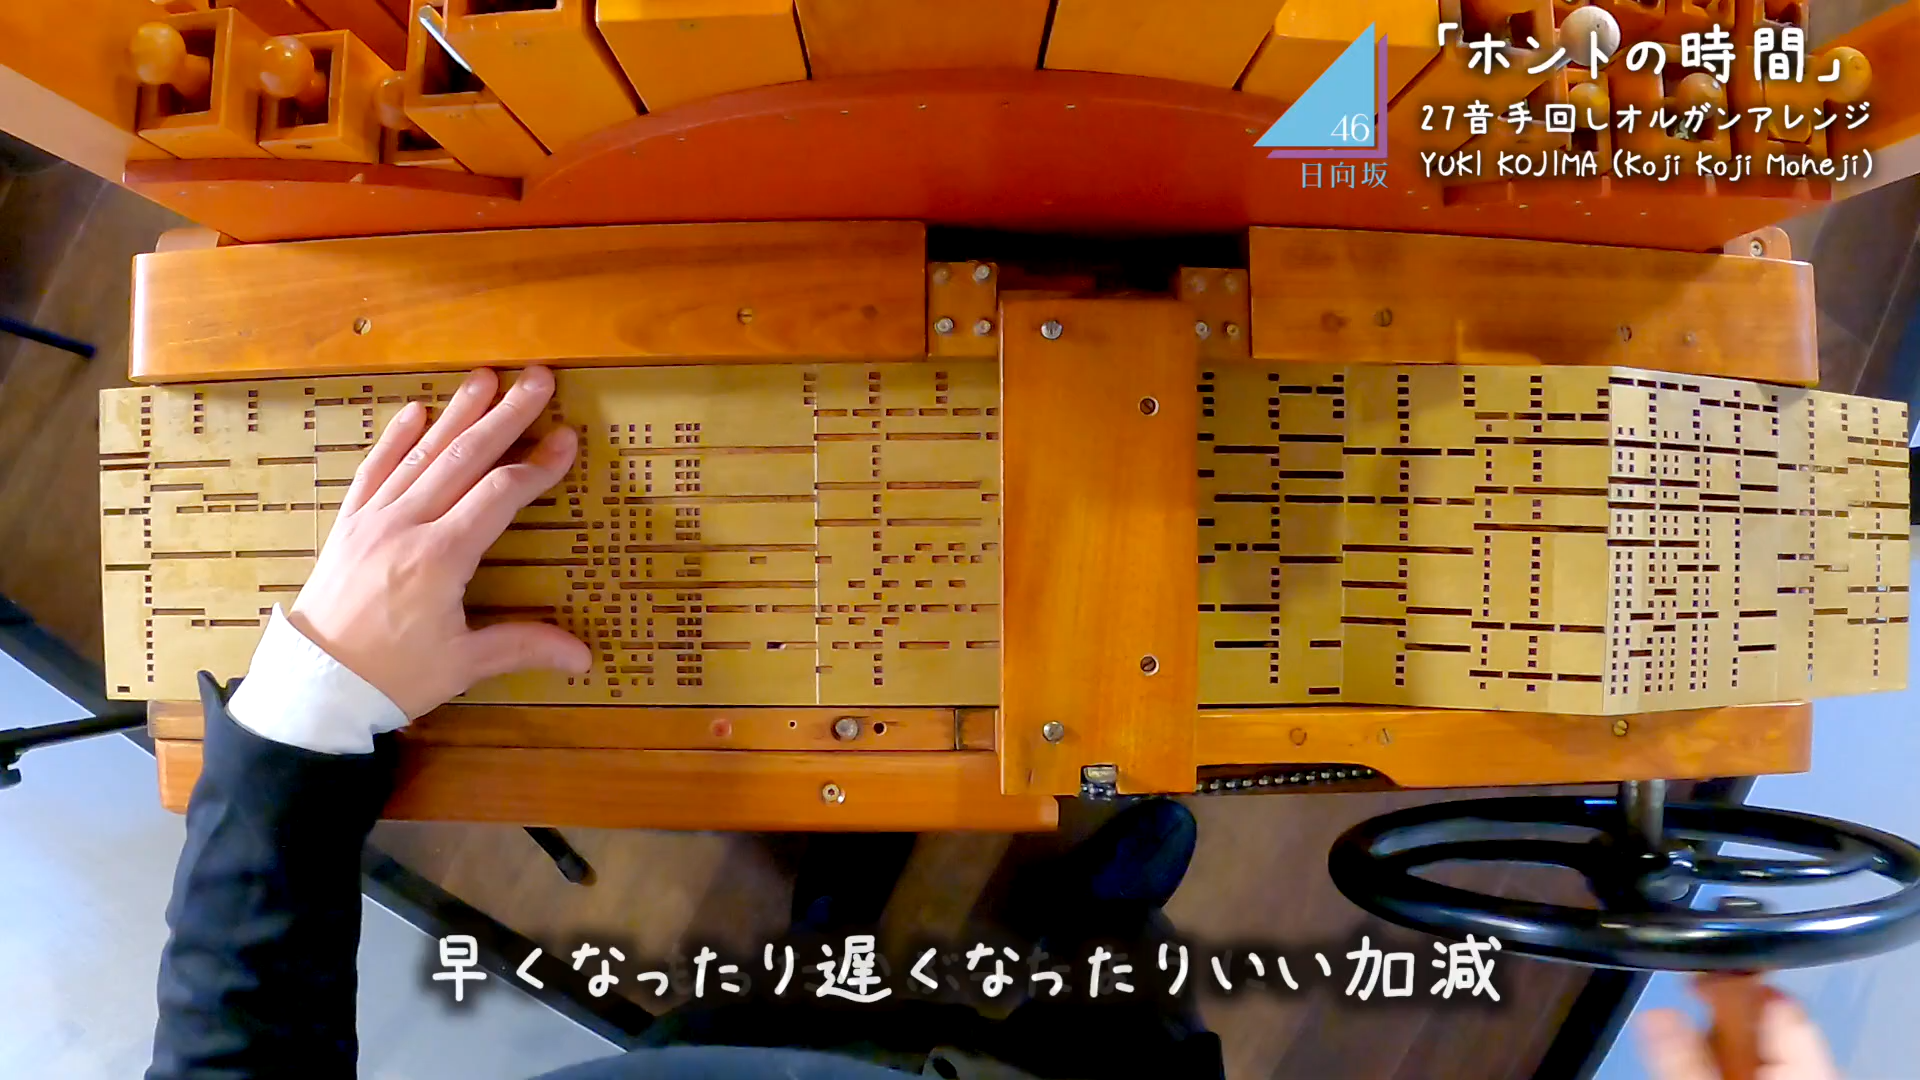 「ホントの時間」
27音手回しオルガンアレンジ
YUKI KOJIMA (Koji Koji Moheji)
46
日向坂
早くなったり遅くなったりいい加減